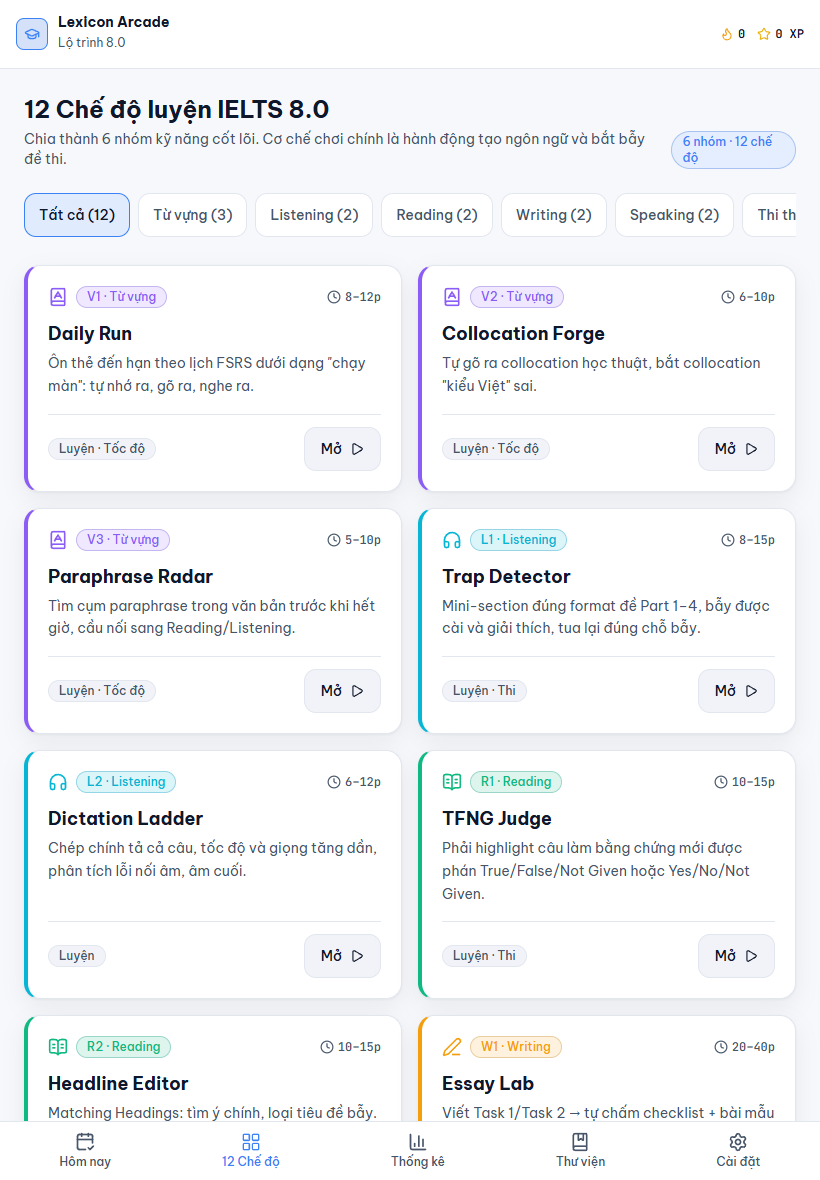 Lexicon Arcade
Lộ trình 8.0
0
0 XP
12 Chế độ luyện IELTS 8.0
Chia thành 6 nhóm kỹ năng cốt lõi. Cơ chế chơi chính là hành động tạo ngôn ngữ và bắt bẫy
đề thi.
6 nhóm · 12 chế
độ
Tất cả (12)
Từ vựng (3)
Listening (2)
Reading (2)
Writing (2)
Speaking (2)
Thi th
V1 · Từ vựng
8–12p
Daily Run
Ôn thẻ đến hạn theo lịch FSRS dưới dạng "chạy
màn": tự nhớ ra, gõ ra, nghe ra.
Luyện · Tốc độ
Mở
V2 · Từ vựng
6–10p
Collocation Forge
Tự gõ ra collocation học thuật, bắt collocation
"kiểu Việt" sai.
Luyện · Tốc độ
Mở
V3 · Từ vựng
5–10p
Paraphrase Radar
Tìm cụm paraphrase trong văn bản trước khi hết
giờ, cầu nối sang Reading/Listening.
Luyện · Tốc độ
Mở
L1 · Listening
8–15p
Trap Detector
Mini-section đúng format đề Part 1–4, bẫy được
cài và giải thích, tua lại đúng chỗ bẫy.
Luyện · Thi
Mở
L2 · Listening
6–12p
Dictation Ladder
Chép chính tả cả câu, tốc độ và giọng tăng dần,
phân tích lỗi nối âm, âm cuối.
Luyện
Mở
R1 · Reading
10–15p
TFNG Judge
Phải highlight câu làm bằng chứng mới được
phán True/False/Not Given hoặc Yes/No/Not
Given.
Luyện · Thi
Mở
R2 · Reading
10–15p
Headline Editor
Matching Headings: tìm ý chính, loại tiêu đề bẫy.
W1 · Writing
20–40p
Essay Lab
Viết Task 1/Task 2 → tự chấm checklist + bài mẫu
Hôm nay
12 Chế độ
Thống kê
Thư viện
Cài đặt